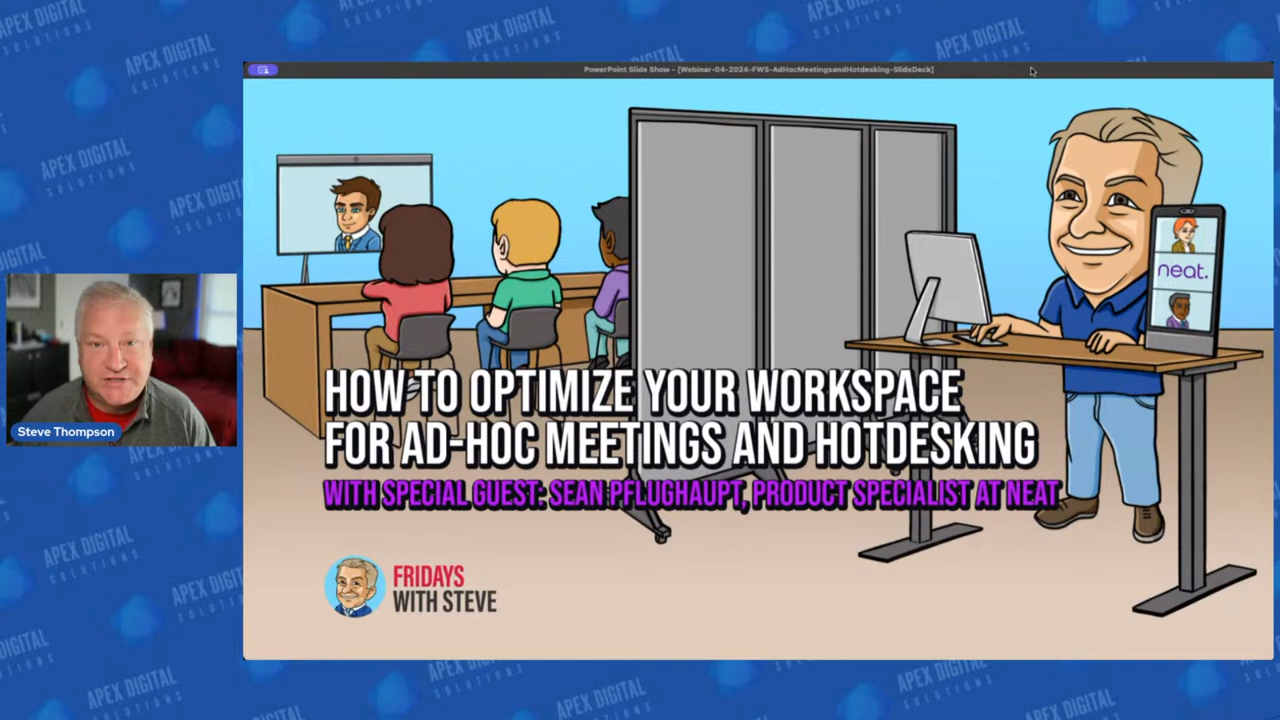 PowerPoint Slide Show - [Webinar-04-2024-FWS-AdHocMeetingsandHotdesking-SlideDeck]
neat.
HOW TO OPTIMIZE YOUR WORKSPACE
FOR AD-HOC MEETINGS AND HOTDESKING
WITH SPECIAL GUEST: SEAN PFLUGHAUPT, PRODUCT SPECIALIST AT NEAT
FRIDAYS
WITH STEVE
Steve Thompson
APEX DIGITAL
SOLUTIONS